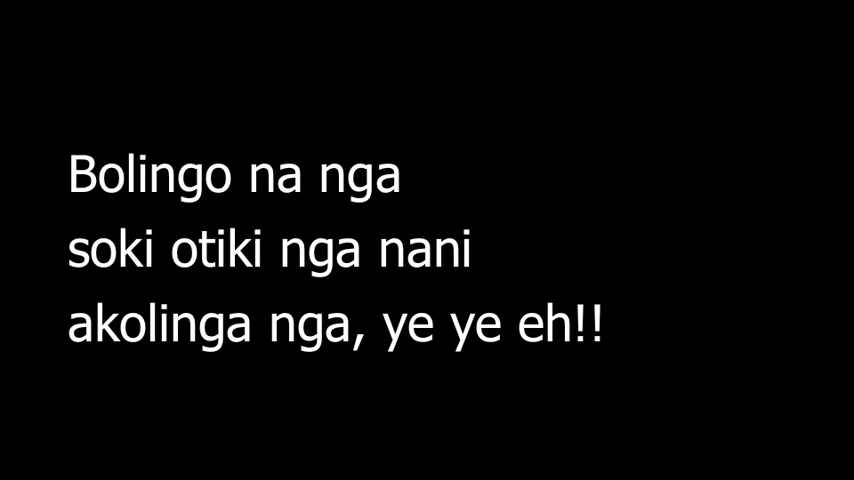 Bolingo na nga
soki otiki nga nani
akolinga nga, ye ye eh!!